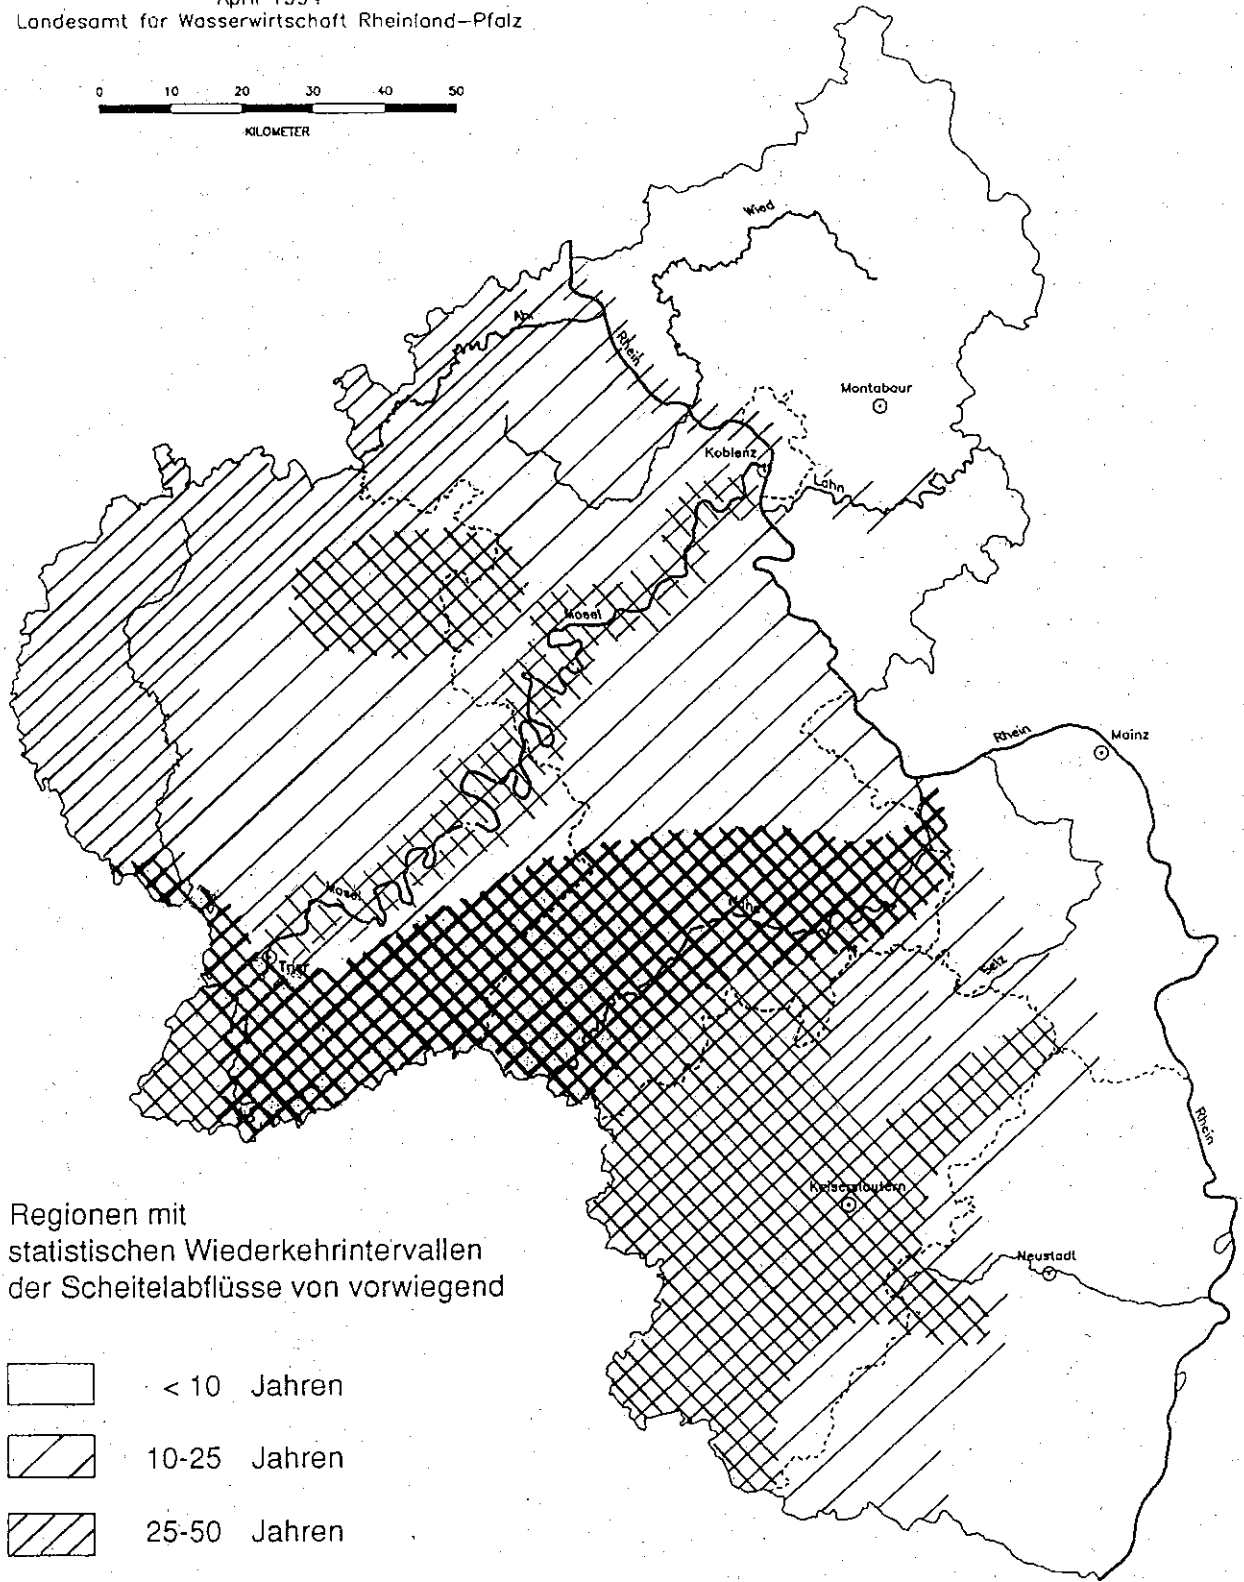 Landesamt für Wasserwirtschaft Rheinland-Pfalz
0 10 20 30 40 50
KILOMETER
Wied
Ahr
Rhein
Montabaur
Koblenz
Lahn
Mosel
Rhein
Mainz
Mosel
Nahe
Trier
Selz
Rhein
Kaiserslautern
Neustadt
Regionen mit
statistischen Wiederkehrintervallen
der Scheitelabflüsse von vorwiegend
< 10 Jahren
10-25 Jahren
25-50 Jahren